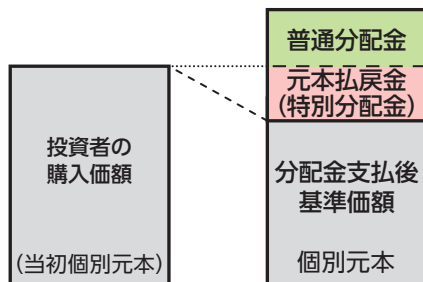 普通分配金
元本払戻金
(特別分配金)
投資者の
購入価額
分配金支払後
基準価額
(当初個別元本)
個別元本